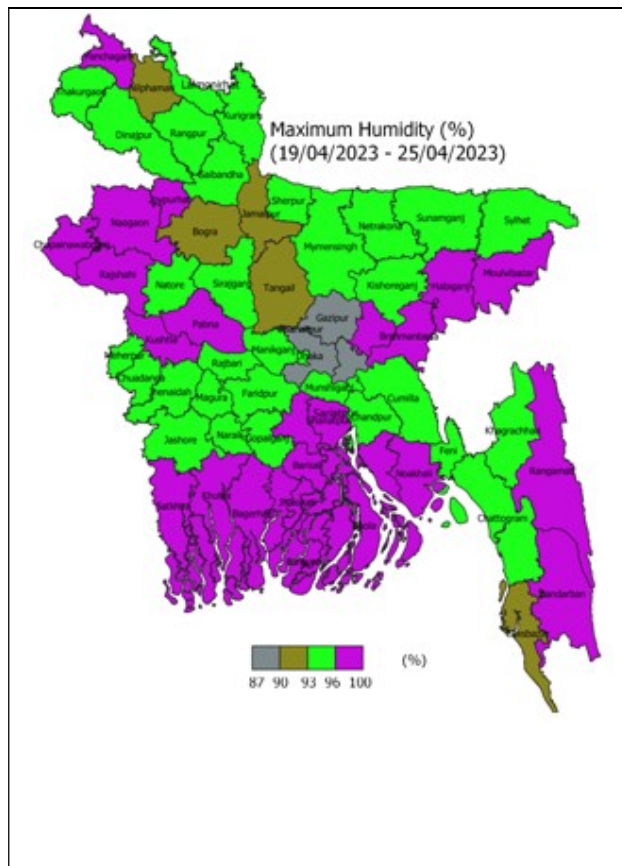 Panchagarh
Nilphamari
Lalmonirhat
Thakurgaon
Kurigram
Dinajpur
Rangpur
Maximum Humidity (%)
(19/04/2023 - 25/04/2023)
Gaibandha
Joypurhat
Sherpur
Jamalpur
Naogaon
Netrakona
Sunamganj
Sylhet
Bogra
Mymensingh
Chapainawabganj
Rajshahi
Natore
Sirajganj
Tangail
Kishoreganj
Habiganj
Moulvibazar
Gazipur
Pabna
Kushtia
Brahmanbaria
Manikganj
Dhaka
Meherpur
Rajbari
Chuadanga
Jhenaidah
Magura
Faridpur
Munshiganj
Cumilla
Chandpur
Khagrachhari
Jashore
Narail
Gopalganj
Feni
Rangamati
Barisal
Noakhali
Satkhira
Khulna
Bagerhat
Bhola
Chattogram
Bandarban
(%)
87 90 93 96 100